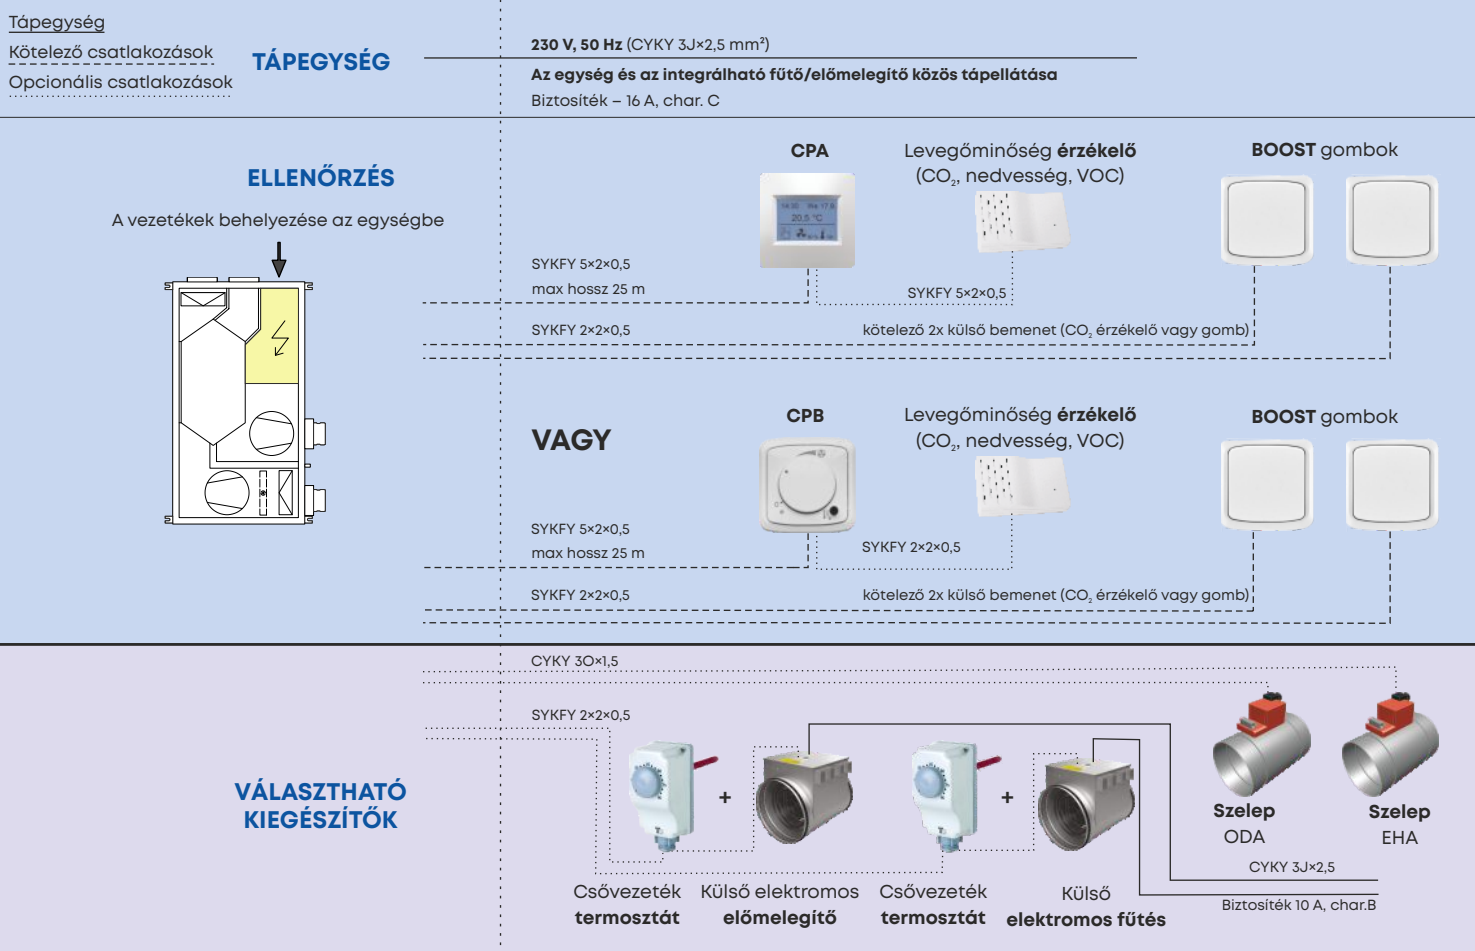 Tápegység
Kötelező csatlakozások
Opcionális csatlakozások
TÁPEGYSÉG
230 V, 50 Hz (CYKY 3J×2,5 mm²)
Az egység és az integrálható fűtő/előmelegítő közös tápellátása
Biztosíték – 16 A, char. C
ELLENŐRZÉS
A vezetékek behelyezése az egységbe
CPA
Levegőminőség érzékelő
(CO₂, nedvesség, VOC)
BOOST gombok
20,5 °C
SYKFY 5×2×0,5
max hossz 25 m
SYKFY 5×2×0,5
SYKFY 2×2×0,5
kötelező 2x külső bemenet (CO₂ érzékelő vagy gomb)
VAGY
CPB
Levegőminőség érzékelő
(CO₂, nedvesség, VOC)
BOOST gombok
SYKFY 5×2×0,5
max hossz 25 m
SYKFY 2×2×0,5
SYKFY 2×2×0,5
kötelező 2x külső bemenet (CO₂ érzékelő vagy gomb)
CYKY 3O×1,5
SYKFY 2×2×0,5
VÁLASZTHATÓ
KIEGÉSZÍTŐK
+
+
Szelep
ODA
Szelep
EHA
CYKY 3J×2,5
Biztosíték 10 A, char.B
Csővezeték
termosztát
Külső elektromos
előmelegítő
Csővezeték
termosztát
Külső
elektromos fűtés